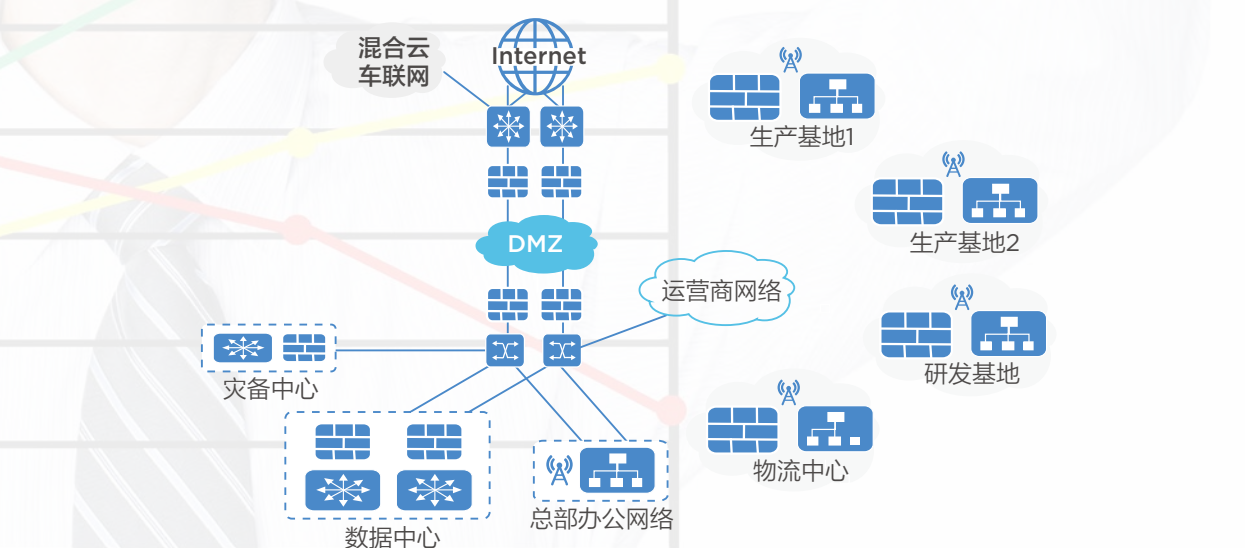 混合云
车联网
Internet
生产基地1
生产基地2
DMZ
运营商网络
研发基地
灾备中心
物流中心
总部办公网络
数据中心